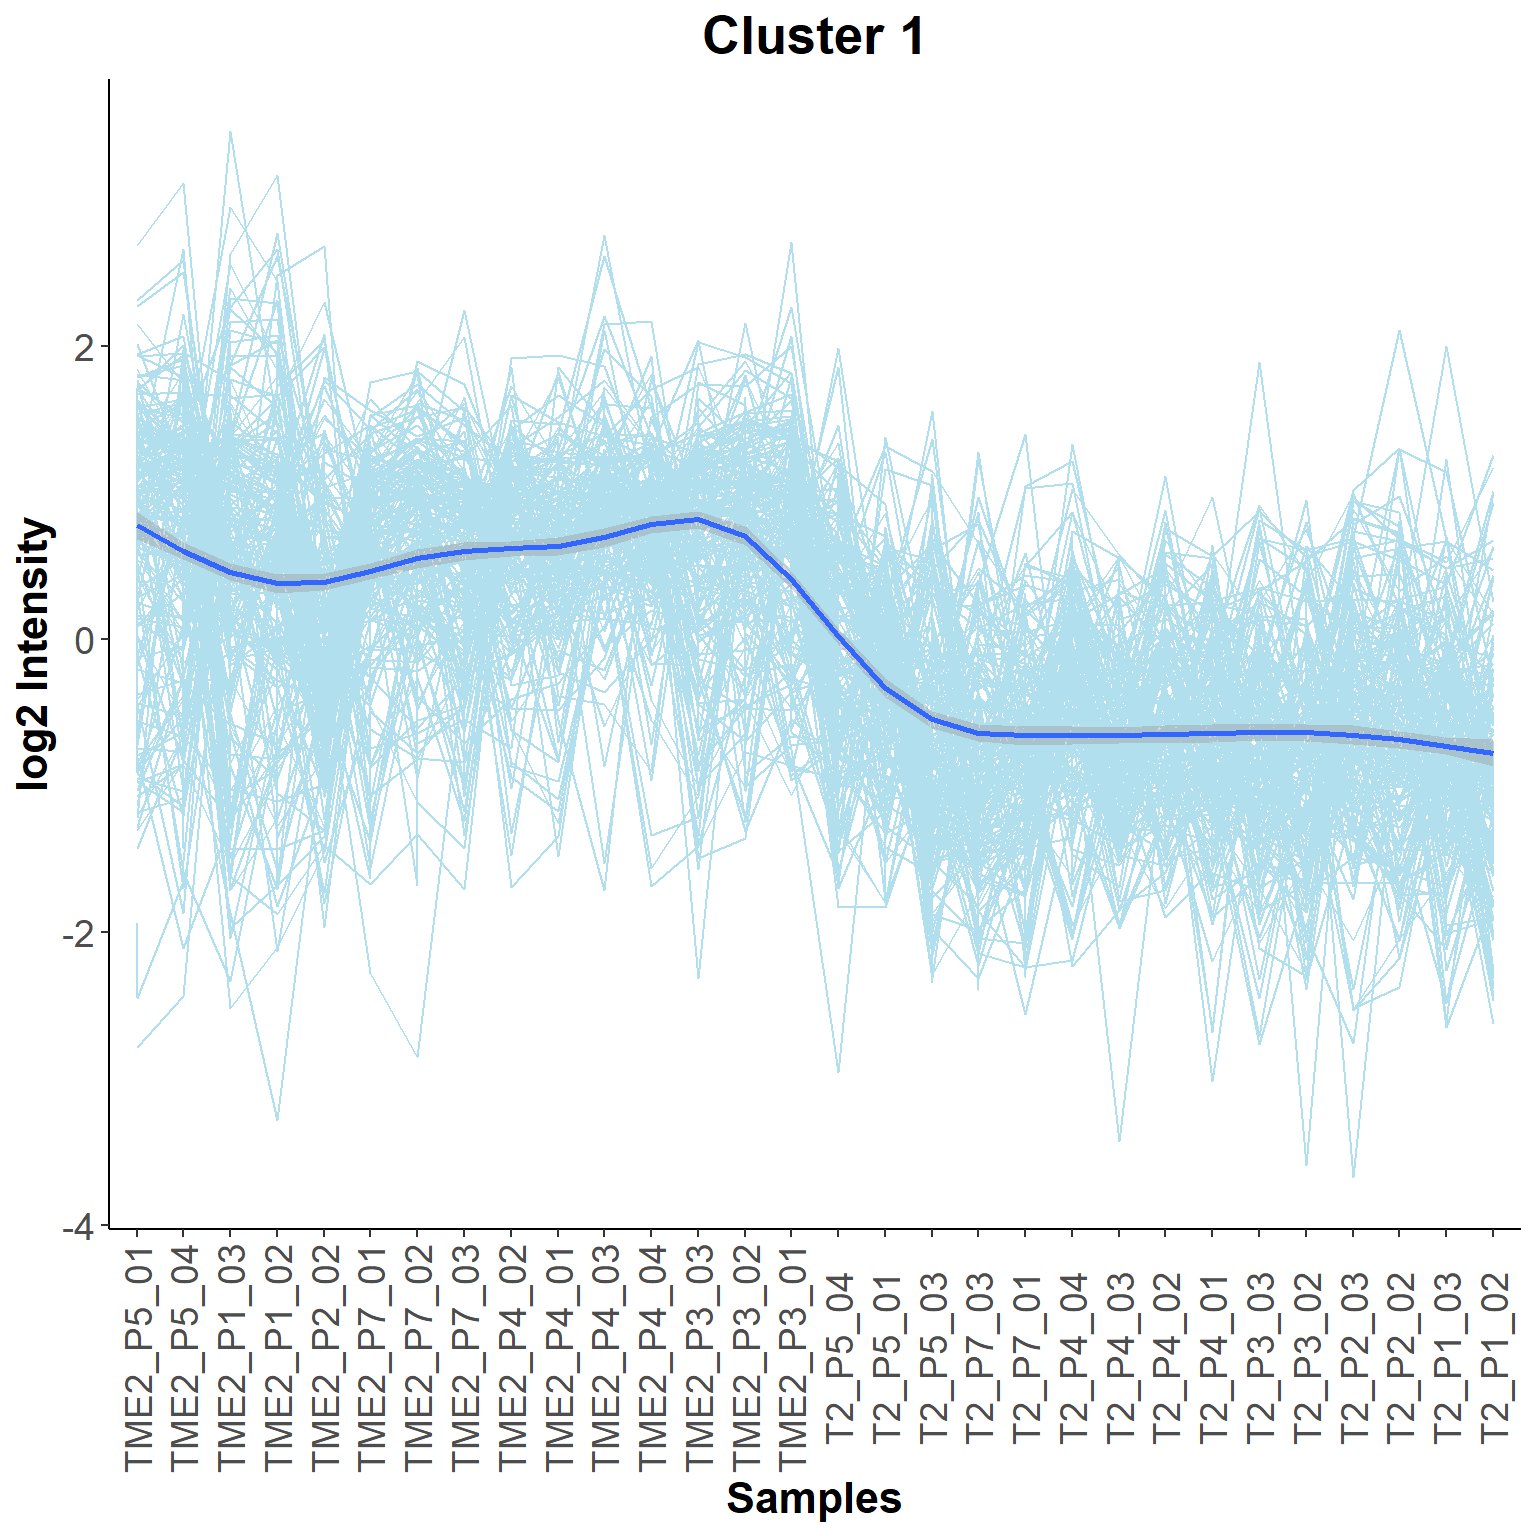 Cluster 1
log2 Intensity
2
0
-2
-4
TME2_P5_01
TME2_P5_04
TME2_P1_03
TME2_P1_02
TME2_P2_02
TME2_P7_01
TME2_P7_02
TME2_P7_03
TME2_P4_02
TME2_P4_01
TME2_P4_03
TME2_P4_04
TME2_P3_03
TME2_P3_02
TME2_P3_01
T2_P5_04
T2_P5_01
T2_P5_03
T2_P7_03
T2_P7_01
T2_P4_04
T2_P4_03
T2_P4_02
T2_P4_01
T2_P3_03
T2_P3_02
T2_P2_03
T2_P2_02
T2_P1_03
T2_P1_02
Samples